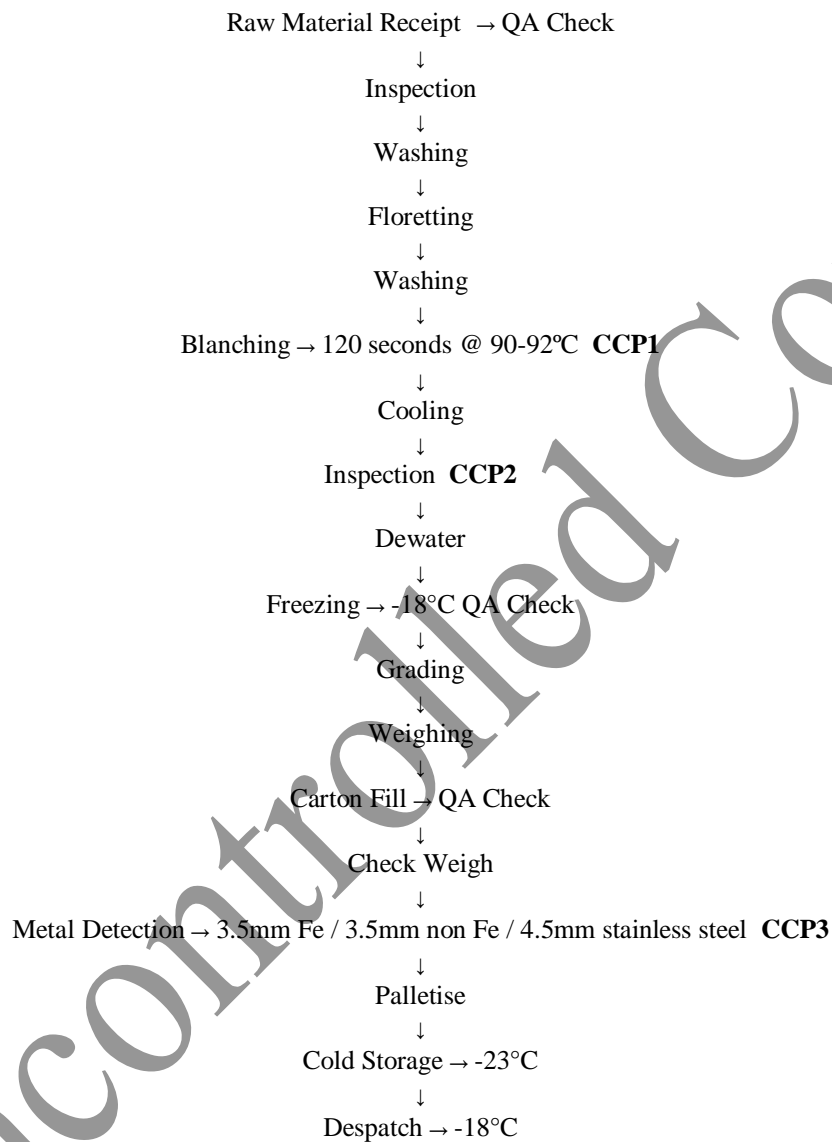 Raw Material Receipt → QA Check
↓
Inspection
↓
Washing
↓
Floretting
↓
Washing
↓
Blanching → 120 seconds @ 90-92ºC CCP1
↓
Cooling
↓
Inspection CCP2
↓
Dewater
↓
Freezing → -18°C QA Check
↓
Grading
↓
Weighing
↓
Carton Fill → QA Check
↓
Check Weigh
↓
Metal Detection → 3.5mm Fe / 3.5mm non Fe / 4.5mm stainless steel CCP3
↓
Palletise
↓
Cold Storage → -23°C
↓
Despatch → -18°C